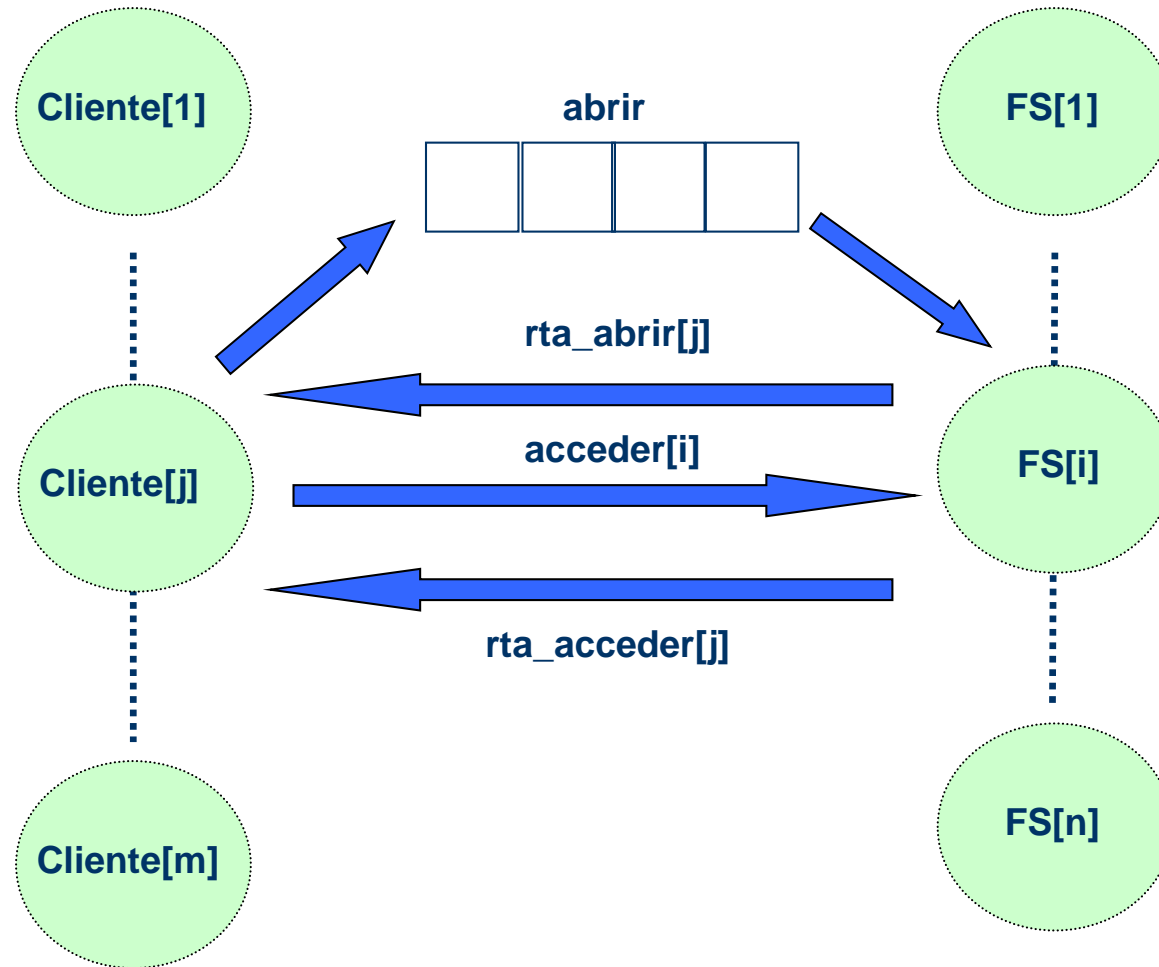 Cliente[1]
abrir
FS[1]
rta_abrir[j]
acceder[i]
Cliente[j]
FS[i]
rta_acceder[j]
Cliente[m]
FS[n]